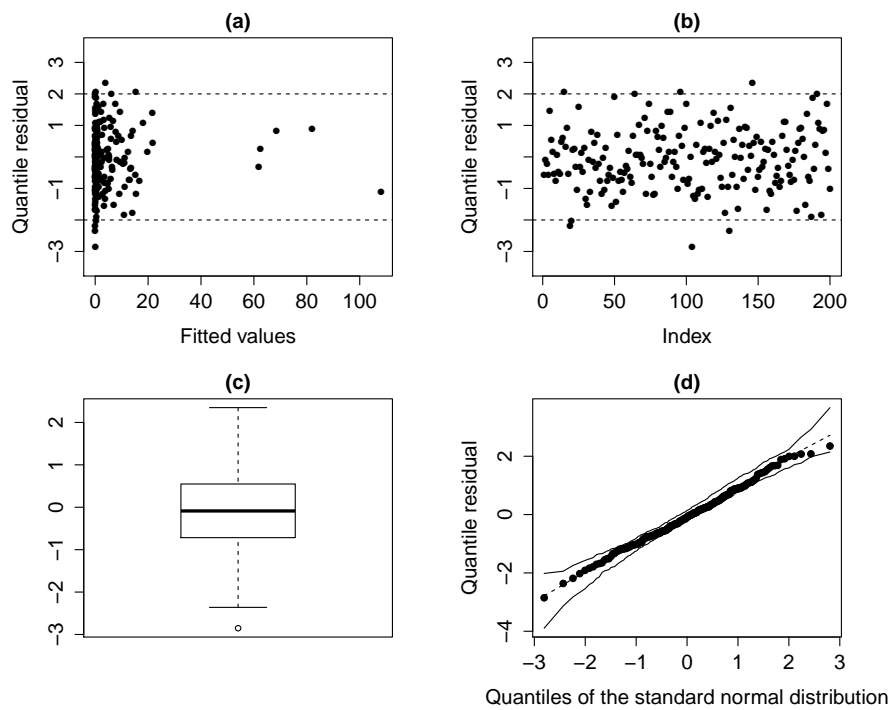 (a)
Quantile residual
3
2
1
−1
−3
0 20 40 60 80 100
Fitted values
(b)
Quantile residual
3
2
1
−1
−3
0 50 100 150 200
Index
(c)
2
1
0
−1
−2
−3
(d)
Quantile residual
2
0
−2
−4
−3 −2 −1 0 1 2 3
Quantiles of the standard normal distribution